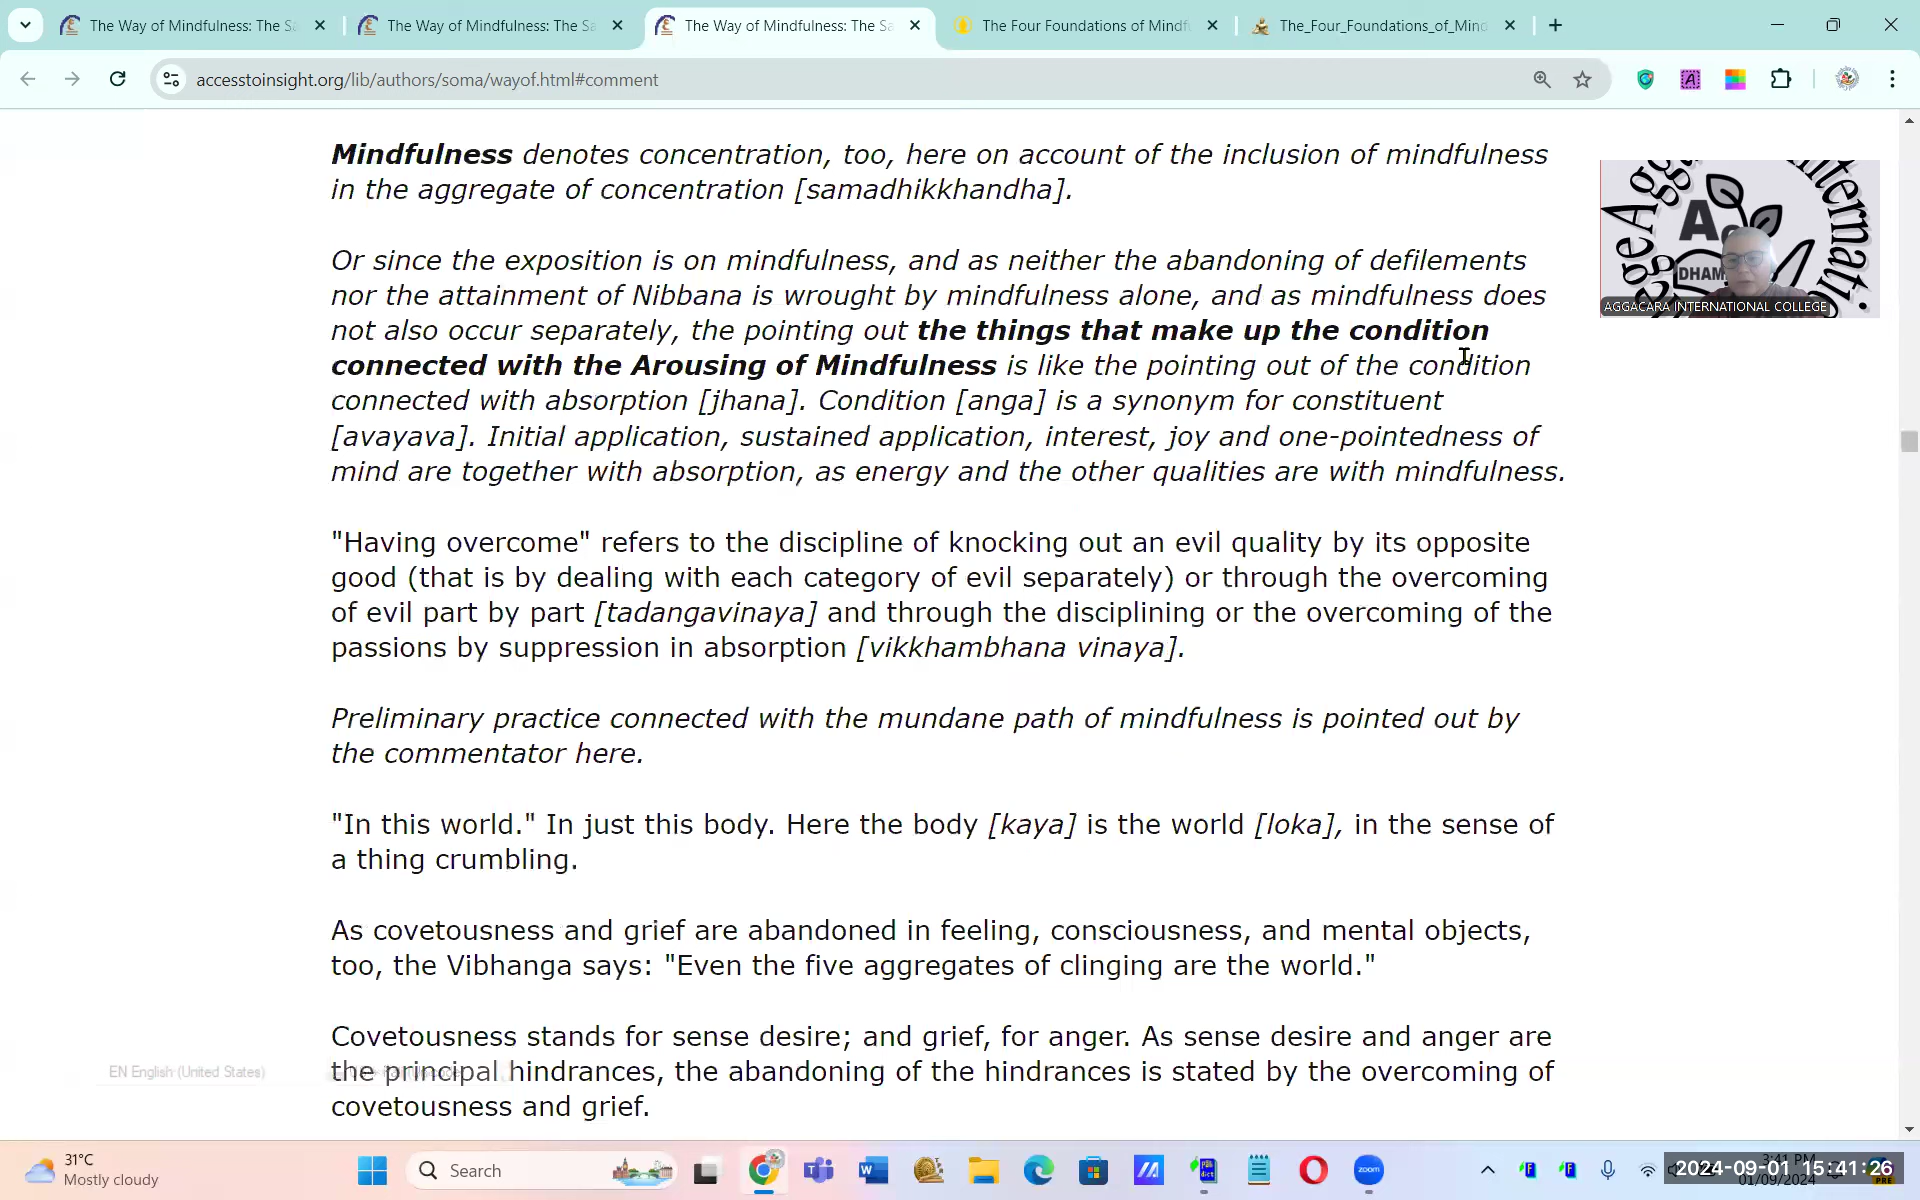 The Way of Mindfulness: The Sa
The Way of Mindfulness: The Sa
The Way of Mindfulness: The Sa
The Four Foundations of Mindf
The_Four_Foundations_of_Mind
accesstoinsight.org/lib/authors/soma/wayof.html#comment
Mindfulness denotes concentration, too, here on account of the inclusion of mindfulness
in the aggregate of concentration [samadhikkhandha].
Or since the exposition is on mindfulness, and as neither the abandoning of defilements
nor the attainment of Nibbana is wrought by mindfulness alone, and as mindfulness does
not also occur separately, the pointing out the things that make up the condition
connected with the Arousing of Mindfulness is like the pointing out of the condition
connected with absorption [jhana]. Condition [anga] is a synonym for constituent
[avayava]. Initial application, sustained application, interest, joy and one-pointedness of
mind are together with absorption, as energy and the other qualities are with mindfulness.
"Having overcome" refers to the discipline of knocking out an evil quality by its opposite
good (that is by dealing with each category of evil separately) or through the overcoming
of evil part by part [tadangavinaya] and through the disciplining or the overcoming of the
passions by suppression in absorption [vikkhambhana vinaya].
Preliminary practice connected with the mundane path of mindfulness is pointed out by
the commentator here.
"In this world." In just this body. Here the body [kaya] is the world [loka], in the sense of
a thing crumbling.
As covetousness and grief are abandoned in feeling, consciousness, and mental objects,
too, the Vibhanga says: "Even the five aggregates of clinging are the world."
Covetousness stands for sense desire; and grief, for anger. As sense desire and anger are
the principal hindrances, the abandoning of the hindrances is stated by the overcoming of
covetousness and grief.
DHAM
AGGACARA INTERNATIONAL COLLEGE
EN English (United States)
31°C
Mostly cloudy
Search
zoom
3:41 PM
01/09/2024
2024-09-01 15:41:26
PRE